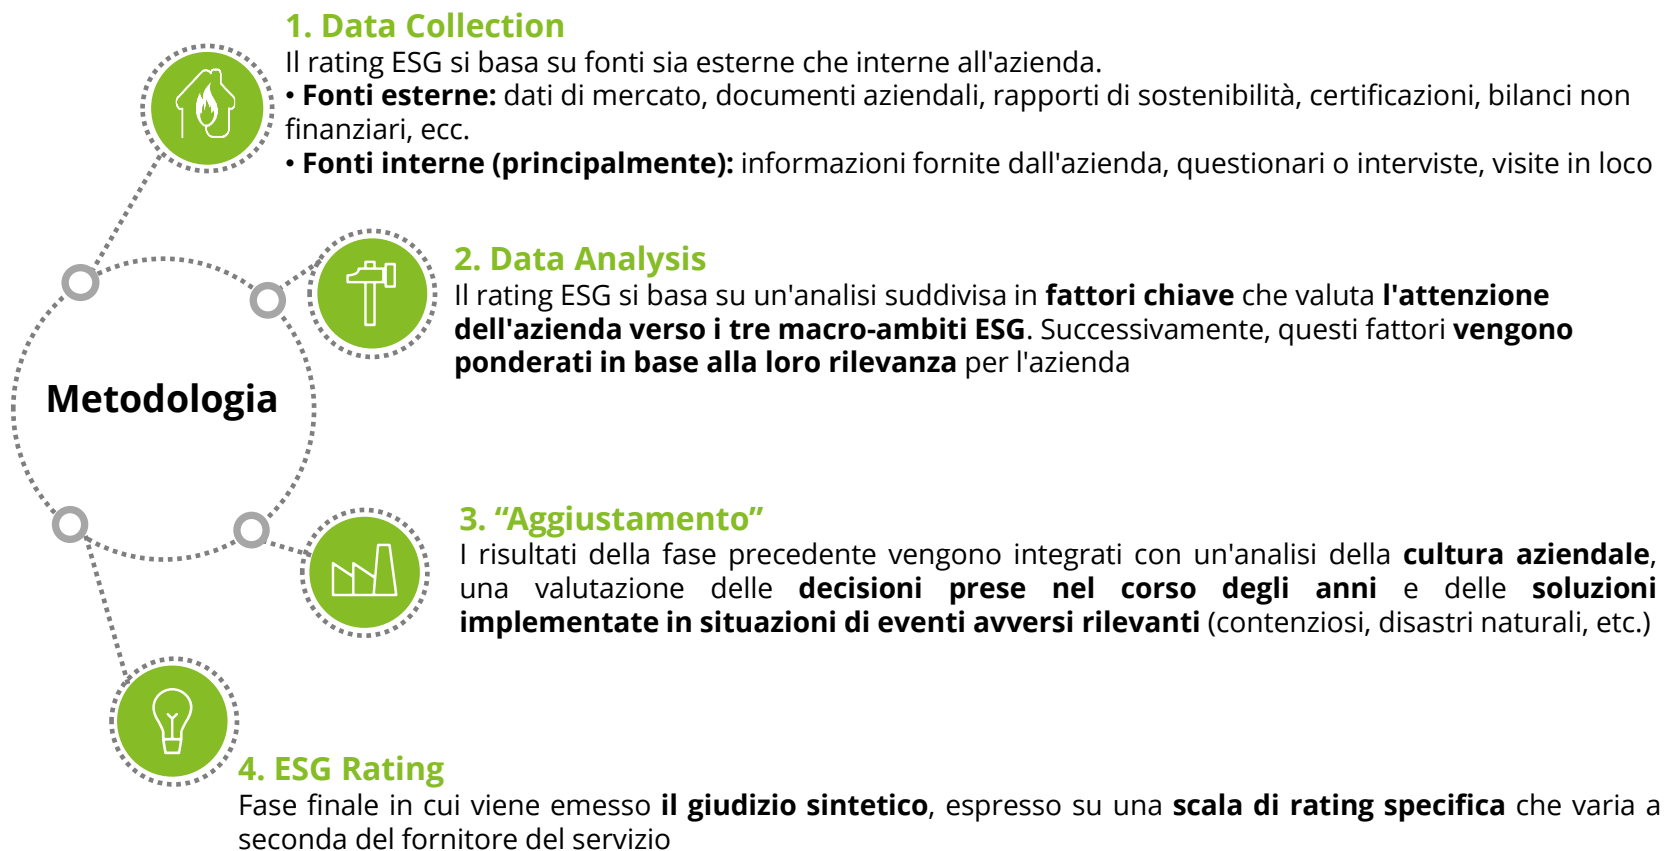 1. Data Collection
Il rating ESG si basa su fonti sia esterne che interne all'azienda.
• Fonti esterne: dati di mercato, documenti aziendali, rapporti di sostenibilità, certificazioni, bilanci non
finanziari, ecc.
• Fonti interne (principalmente): informazioni fornite dall'azienda, questionari o interviste, visite in loco
2. Data Analysis
Il rating ESG si basa su un'analisi suddivisa in fattori chiave che valuta l'attenzione
dell'azienda verso i tre macro-ambiti ESG. Successivamente, questi fattori vengono
ponderati in base alla loro rilevanza per l'azienda
Metodologia
3. “Aggiustamento”
I risultati della fase precedente vengono integrati con un'analisi della cultura aziendale,
una valutazione delle decisioni prese nel corso degli anni e delle soluzioni
implementate in situazioni di eventi avversi rilevanti (contenziosi, disastri naturali, etc.)
4. ESG Rating
Fase finale in cui viene emesso il giudizio sintetico, espresso su una scala di rating specifica che varia a
seconda del fornitore del servizio